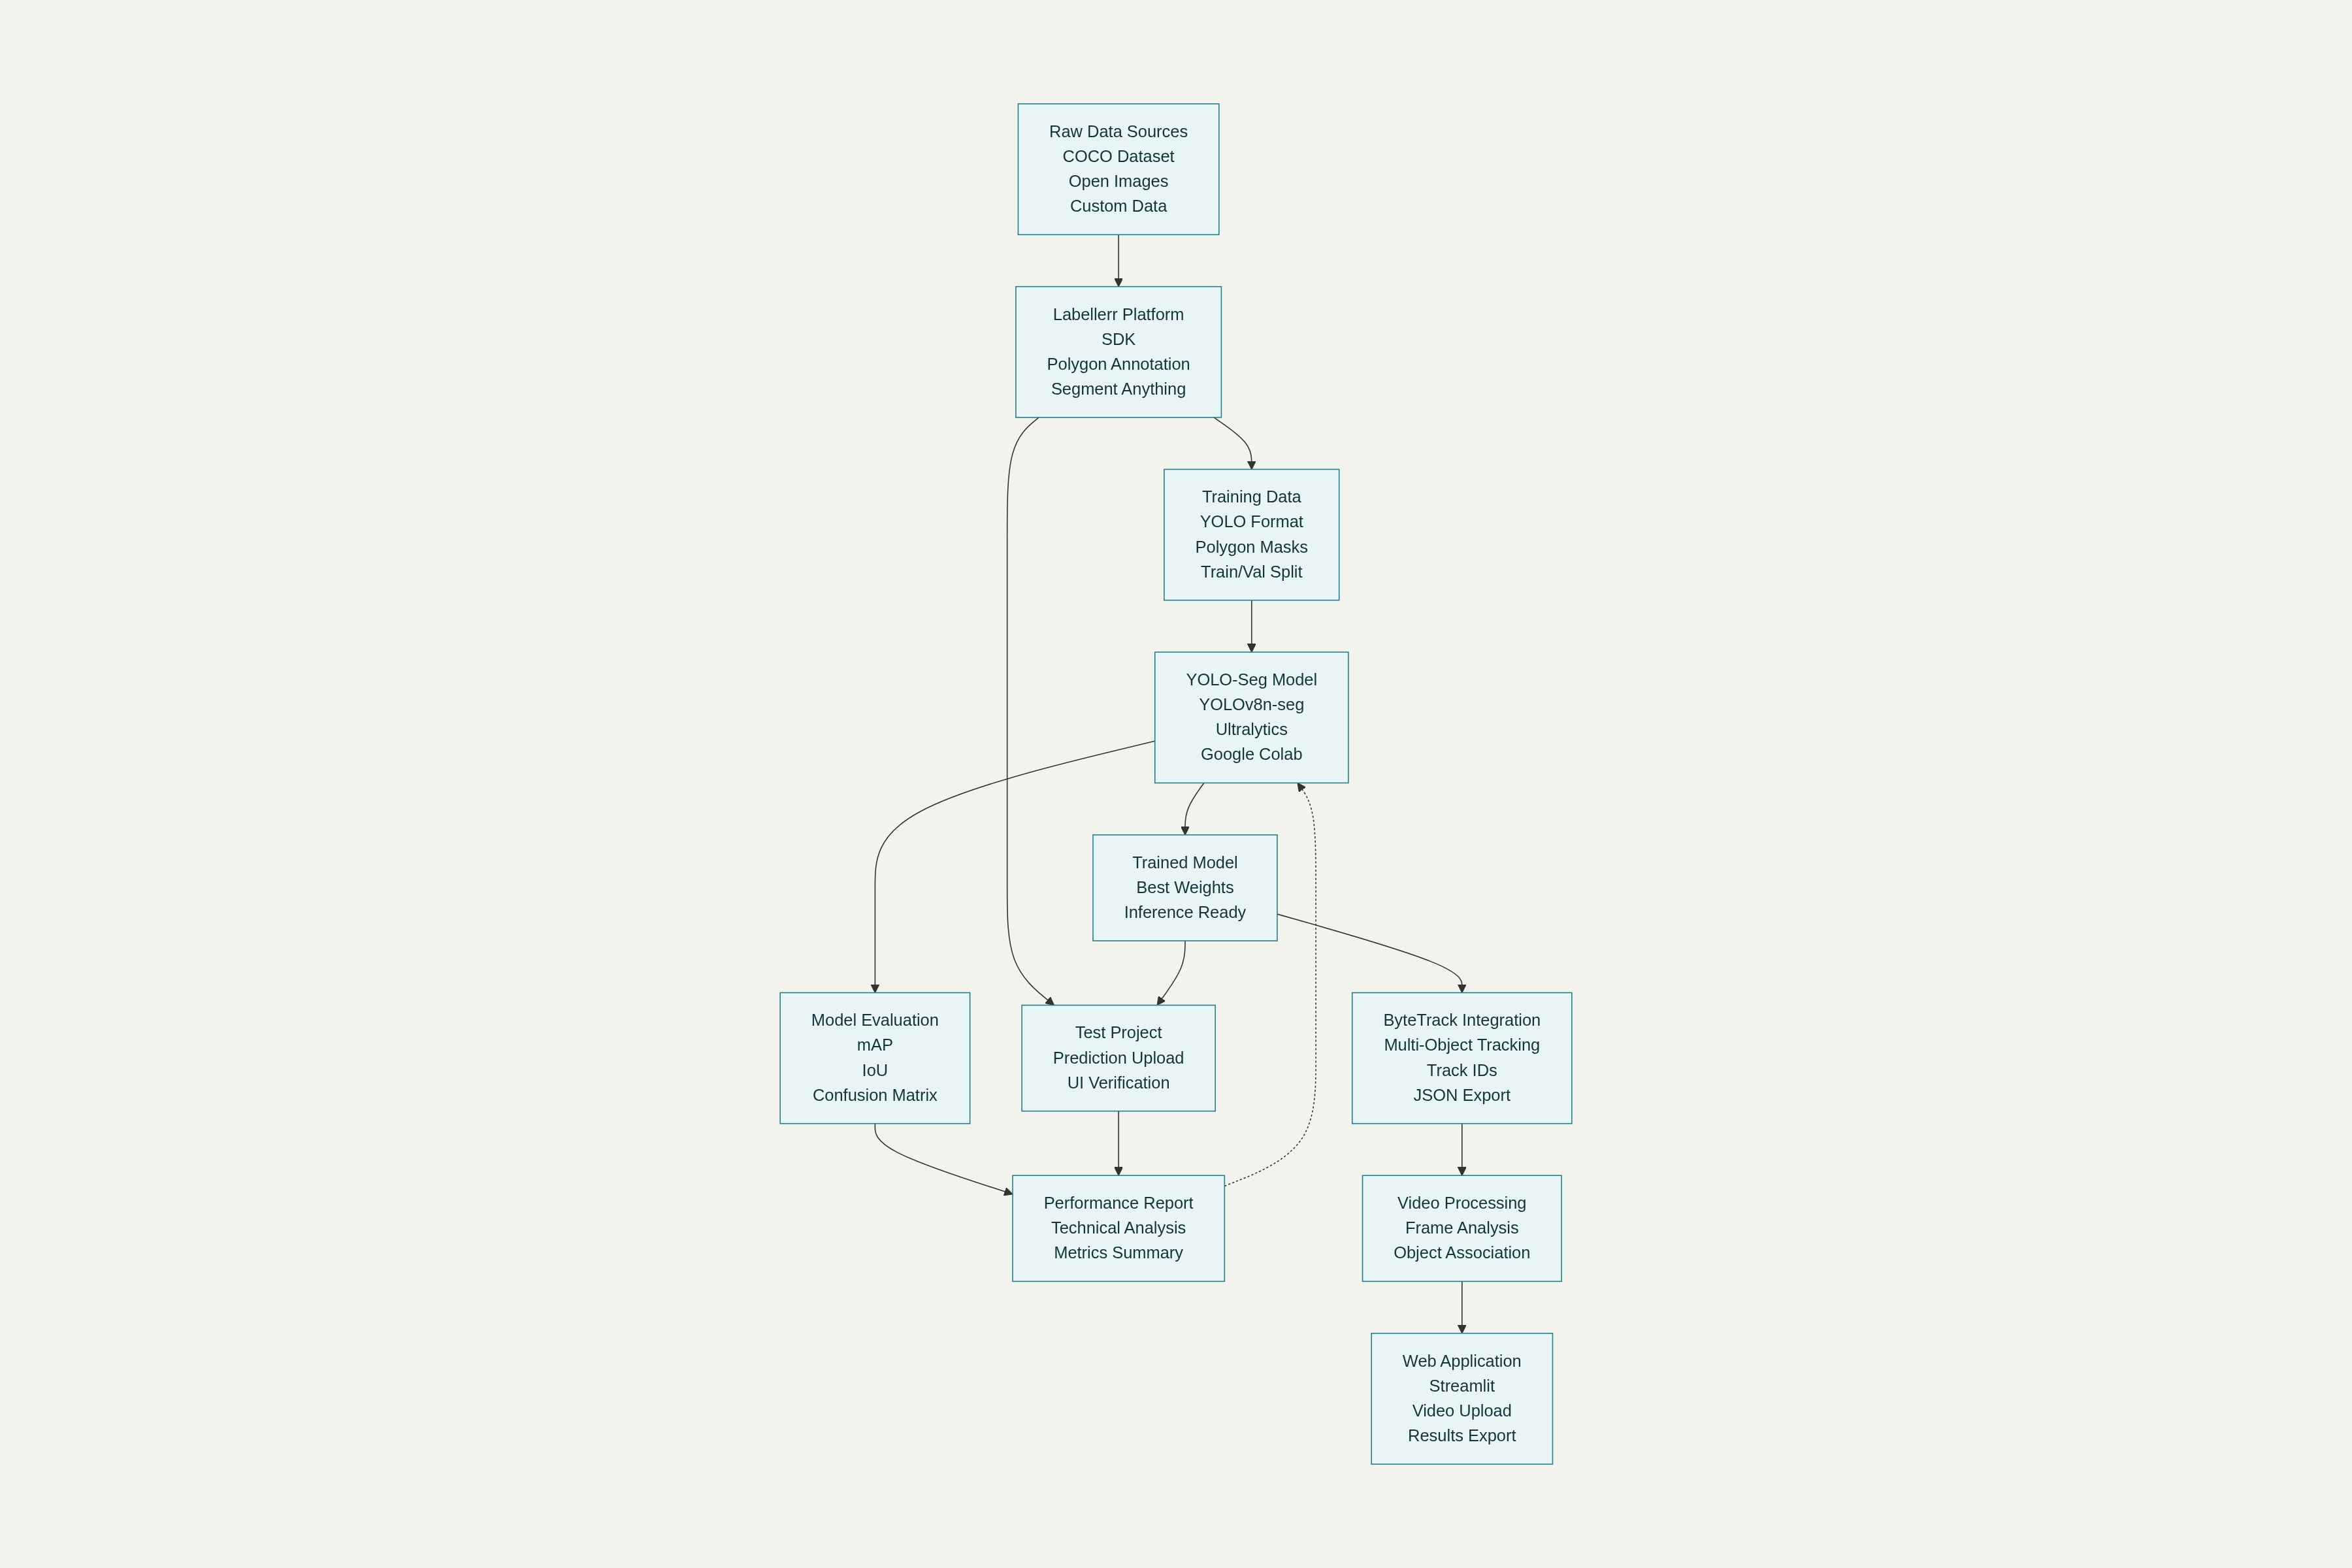 Raw Data Sources
COCO Dataset
Open Images
Custom Data
Labellerr Platform
SDK
Polygon Annotation
Segment Anything
Training Data
YOLO Format
Polygon Masks
Train/Val Split
YOLO-Seg Model
YOLOv8n-seg
Ultralytics
Google Colab
Trained Model
Best Weights
Inference Ready
Model Evaluation
mAP
IoU
Confusion Matrix
Test Project
Prediction Upload
UI Verification
ByteTrack Integration
Multi-Object Tracking
Track IDs
JSON Export
Performance Report
Technical Analysis
Metrics Summary
Video Processing
Frame Analysis
Object Association
Web Application
Streamlit
Video Upload
Results Export